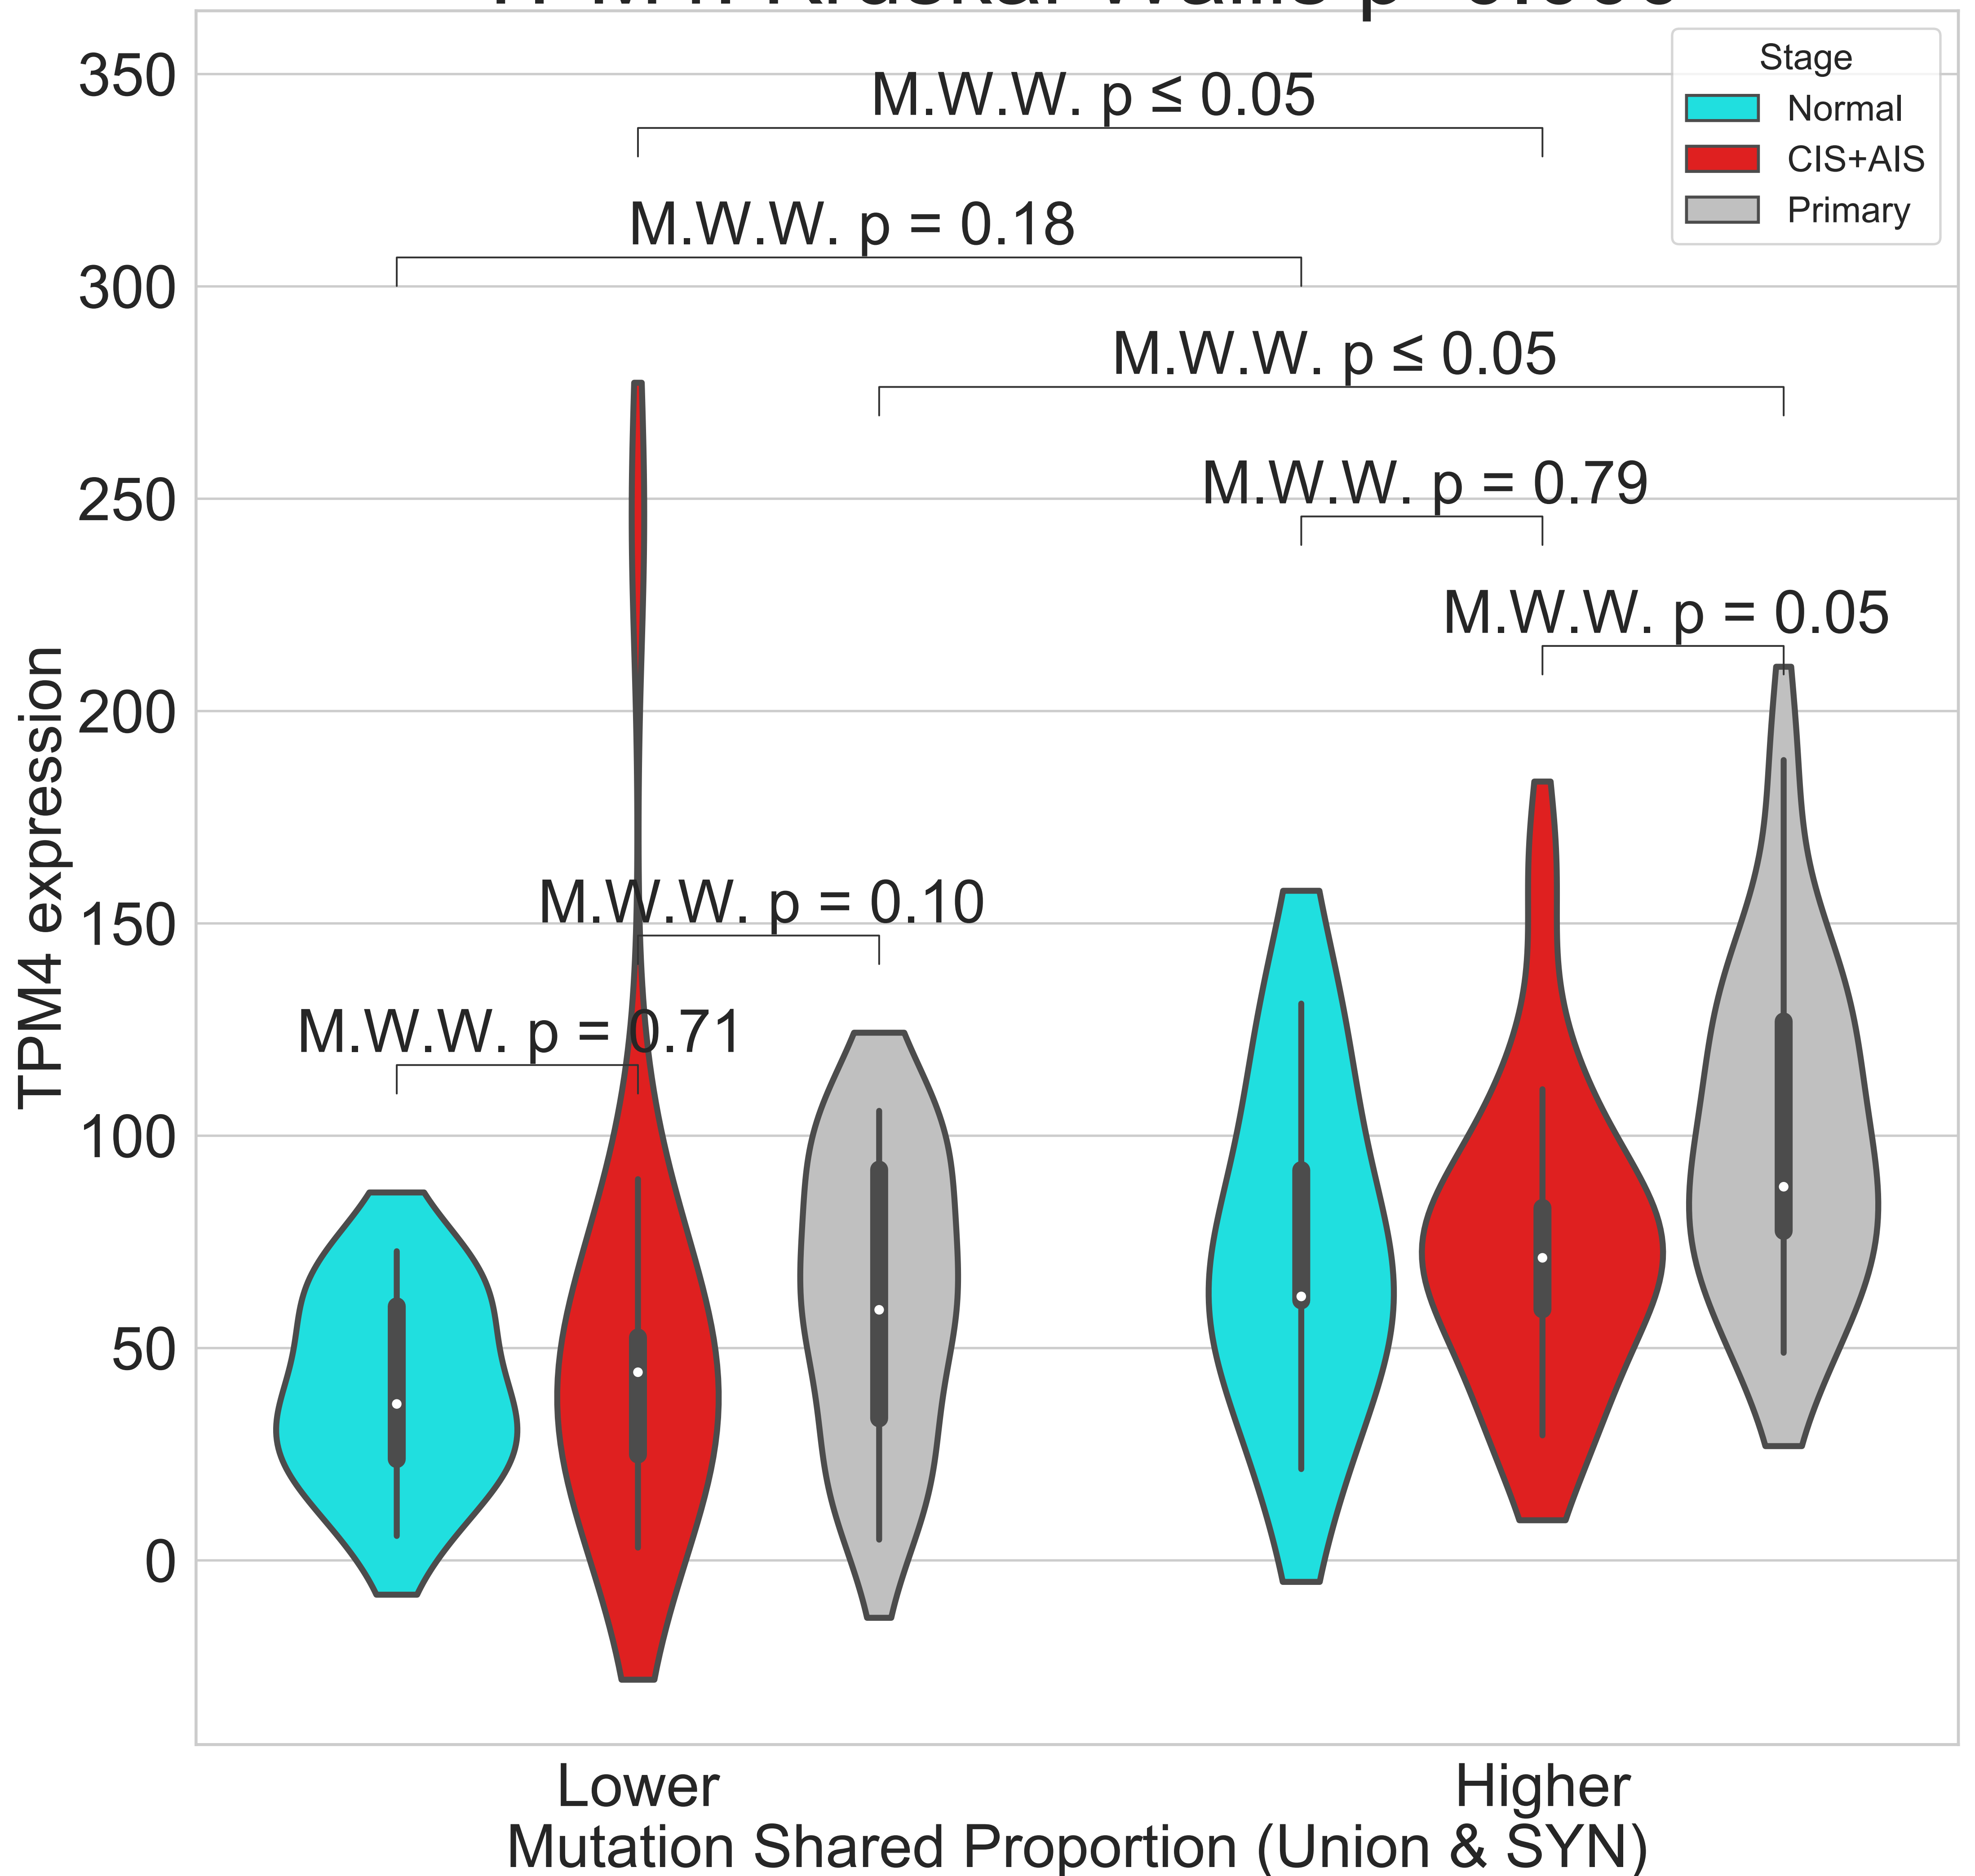 350
300
250
200
150
100
50
0
TPM4 expression
M.W.W. p ≤ 0.05
M.W.W. p = 0.18
M.W.W. p ≤ 0.05
M.W.W. p = 0.79
M.W.W. p = 0.05
M.W.W. p = 0.10
M.W.W. p = 0.71
Stage
Normal
CIS+AIS
Primary
Lower
Higher
Mutation Shared Proportion (Union & SYN)